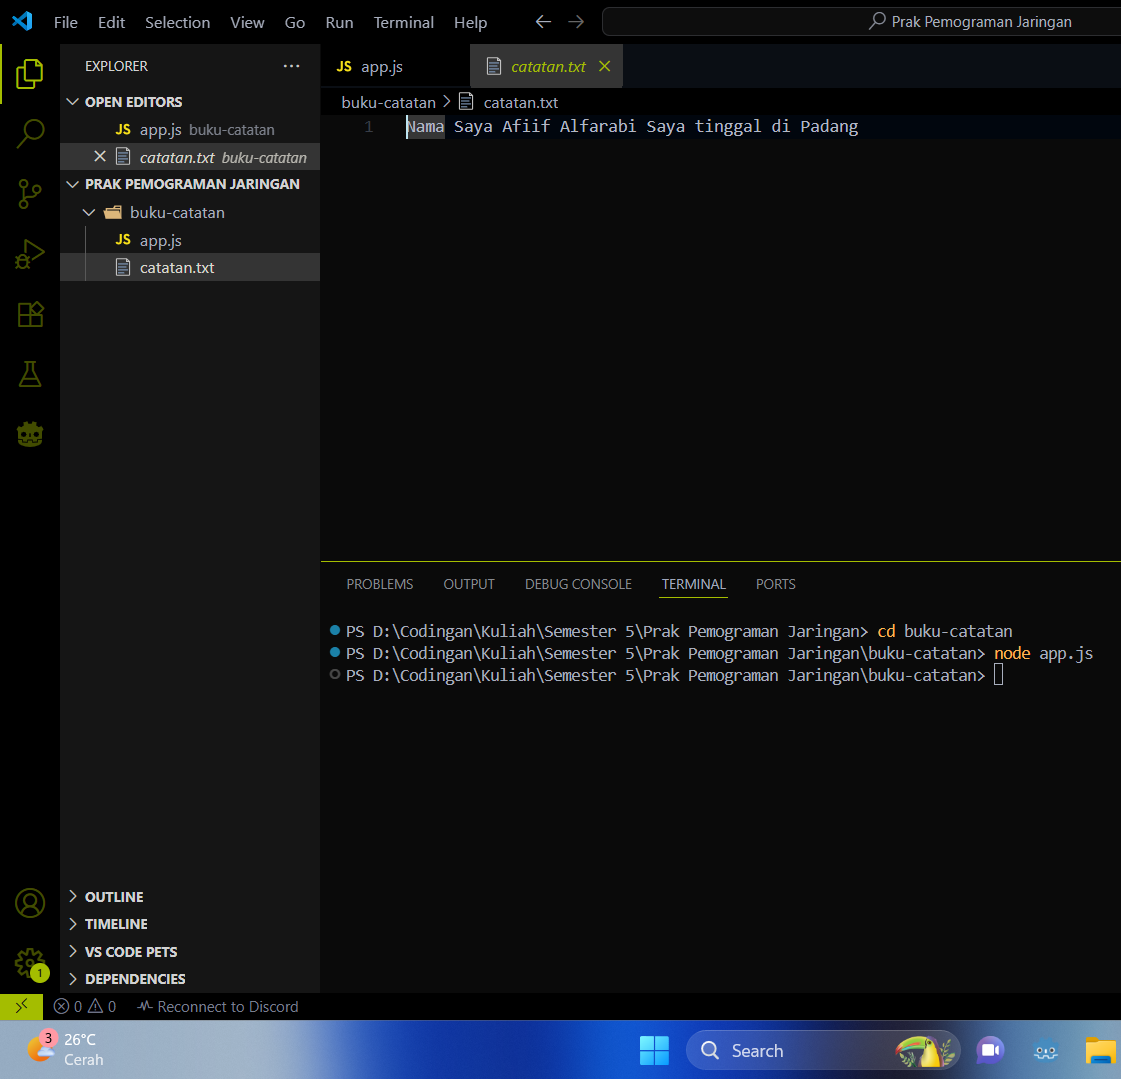 File Edit Selection View Go Run Terminal Help
Prak Pemograman Jaringan
EXPLORER
OPEN EDITORS
JS app.js buku-catatan
catatan.txt buku-catatan
PRAK PEMOGRAMAN JARINGAN
buku-catatan
JS app.js
catatan.txt
OUTLINE
TIMELINE
VS CODE PETS
DEPENDENCIES
JS app.js
catatan.txt
buku-catatan > catatan.txt
1 Nama Saya Afiif Alfarabi Saya tinggal di Padang
PROBLEMS OUTPUT DEBUG CONSOLE TERMINAL PORTS
PS D:\Codingan\Kuliah\Semester 5\Prak Pemograman Jaringan> cd buku-catatan
PS D:\Codingan\Kuliah\Semester 5\Prak Pemograman Jaringan\buku-catatan> node app.js
PS D:\Codingan\Kuliah\Semester 5\Prak Pemograman Jaringan\buku-catatan>
1
0 0 Reconnect to Discord
3
26°C
Cerah
Search